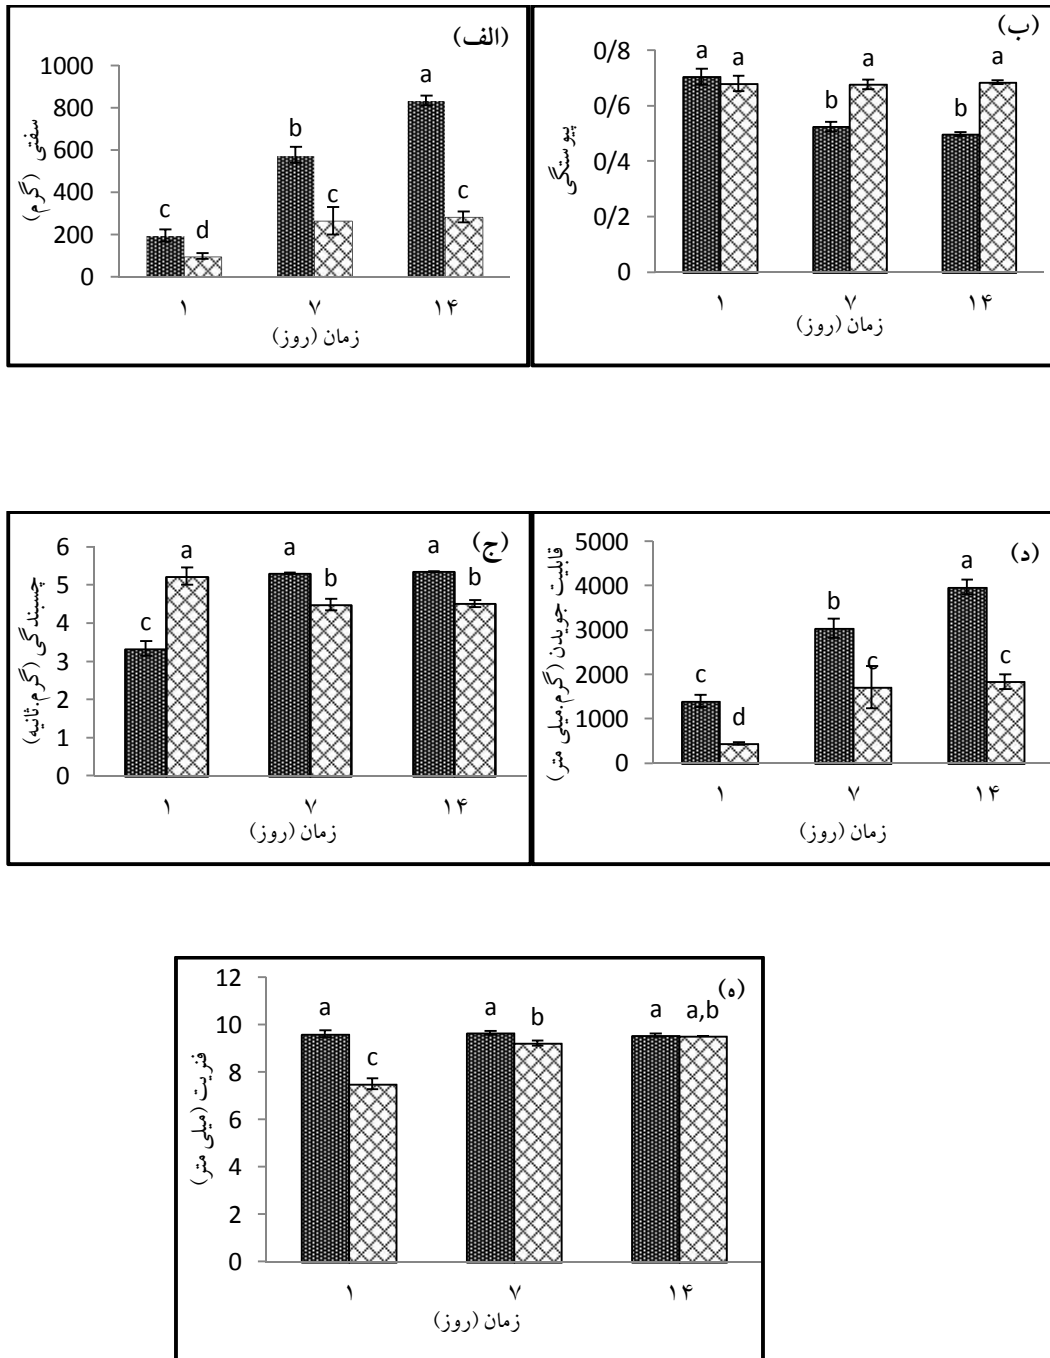 (الف)
سفتی (گرم)
1000
800
600
400
200
0
c d
b c
a c
۱ ۷ ۱۴
زمان (روز)
(ب)
پیوستگی
0/8
0/6
0/4
0/2
0
a a
b a
b a
۱ ۷ ۱۴
زمان (روز)
(ج)
چسبندگی (گرم.ثانیه)
6
5
4
3
2
1
0
c a
a b
a b
۱ ۷ ۱۴
زمان (روز)
(د)
قابلیت جویدن (گرم.میلی متر)
5000
4000
3000
2000
1000
0
c d
b c
a c
۱ ۷ ۱۴
زمان (روز)
(ه)
فنریت (میلی متر)
12
10
8
6
4
2
0
a c
a b
a a,b
۱ ۷ ۱۴
زمان (روز)